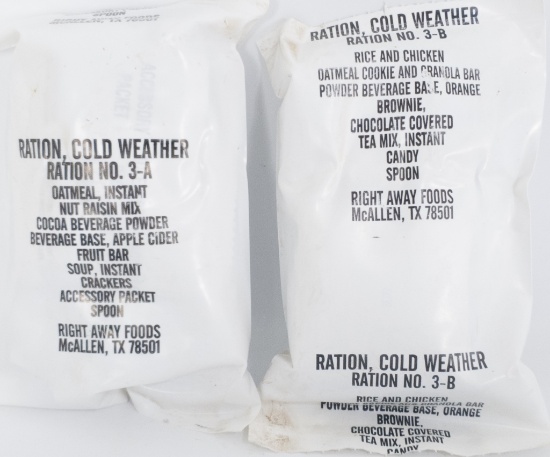 RATION, COLD WEATHER
RATION NO. 3-A
OATMEAL, INSTANT
NUT RAISIN MIX
COCOA BEVERAGE POWDER
BEVERAGE BASE, APPLE CIDER
FRUIT BAR
SOUP, INSTANT
CRACKERS
ACCESSORY PACKET
SPOON
RIGHT AWAY FOODS
McALLEN, TX 78501
RATION, COLD WEATHER
RATION NO. 3-B
RICE AND CHICKEN
OATMEAL COOKIE AND GRANOLA BAR
POWDER BEVERAGE BASE, ORANGE
BROWNIE,
CHOCOLATE COVERED
TEA MIX, INSTANT
CANDY
SPOON
RIGHT AWAY FOODS
McALLEN, TX 78501
RATION, COLD WEATHER
RATION NO. 3-B
RICE AND CHICKEN
GRANOLA BAR
POWDER BEVERAGE BASE, ORANGE
BROWNIE,
CHOCOLATE COVERED
TEA MIX, INSTANT
CANDY